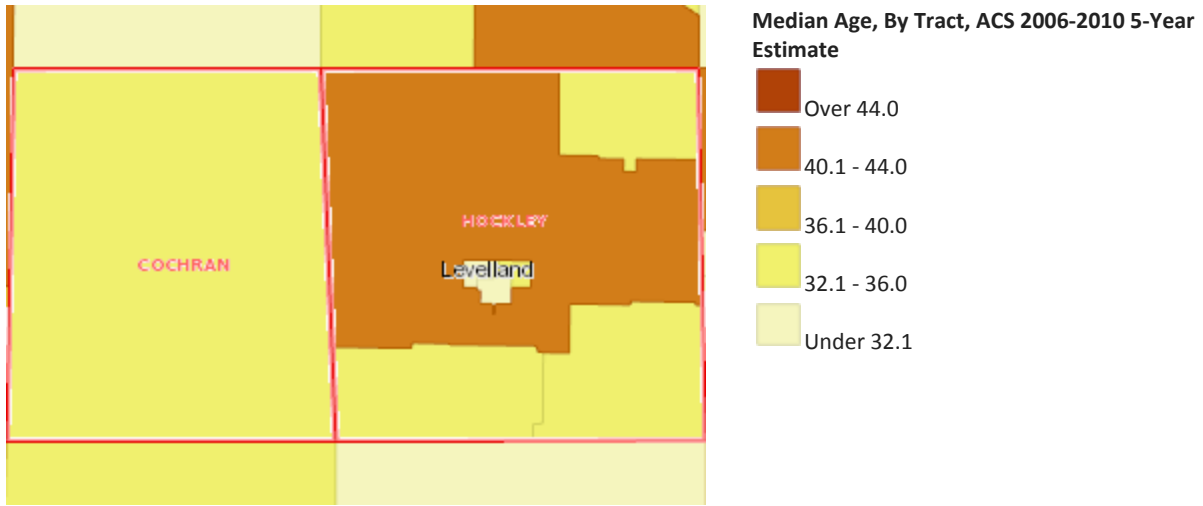 Median Age, By Tract, ACS 2006-2010 5-Year
Estimate
Over 44.0
40.1 - 44.0
36.1 - 40.0
32.1 - 36.0
Under 32.1
HOCKLEY
COCHRAN
Levelland